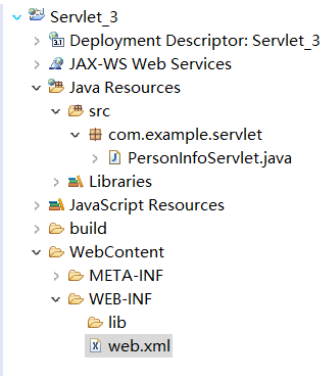 Servlet_3
Deployment Descriptor: Servlet_3
JAX-WS Web Services
Java Resources
src
com.example.servlet
PersonInfoServlet.java
Libraries
JavaScript Resources
build
WebContent
META-INF
WEB-INF
lib
web.xml